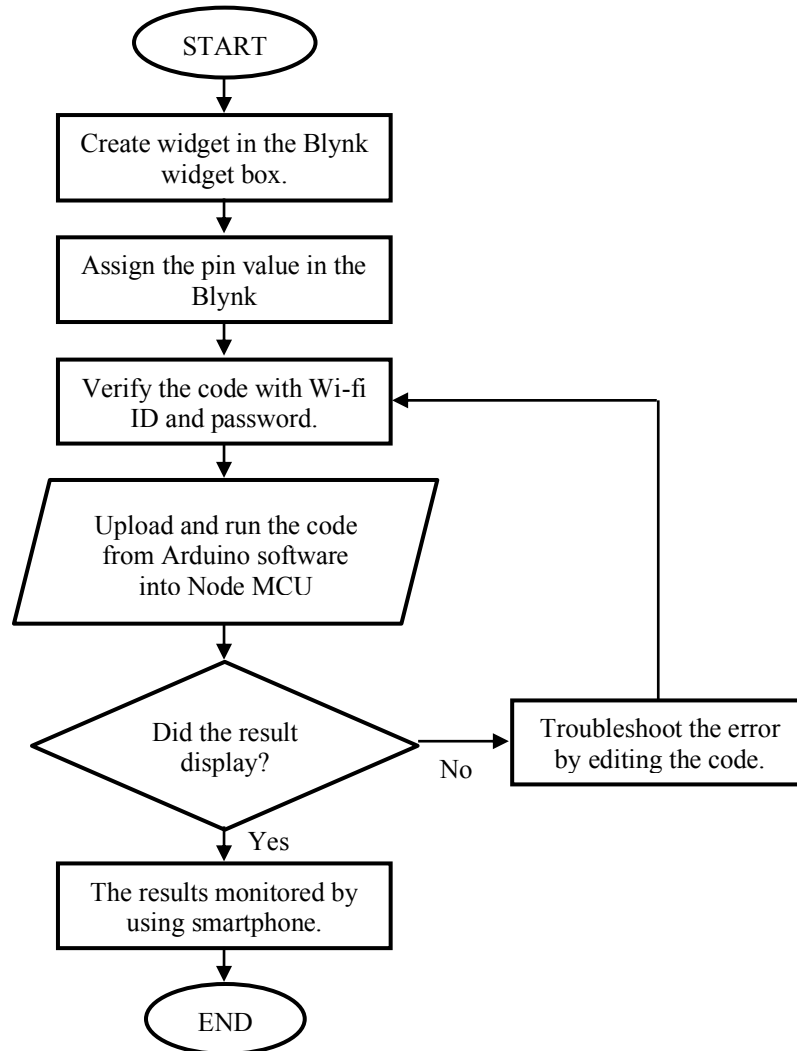 START
Create widget in the Blynk
widget box.
Assign the pin value in the
Blynk
Verify the code with Wi-fi
ID and password.
Upload and run the code
from Arduino software
into Node MCU
Did the result
display?
No
Troubleshoot the error
by editing the code.
Yes
The results monitored by
using smartphone.
END